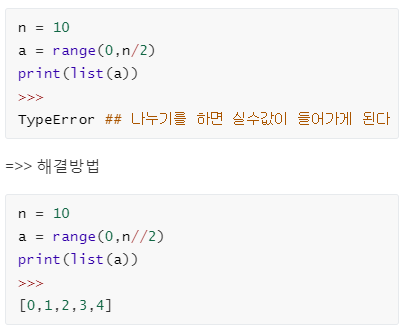 n = 10
a = range(0,n/2)
print(list(a))
>>>
TypeError ## 나누기를 하면 실수값이 들어가게 된다
=>> 해결방법
n = 10
a = range(0,n//2)
print(list(a))
>>>
[0,1,2,3,4]